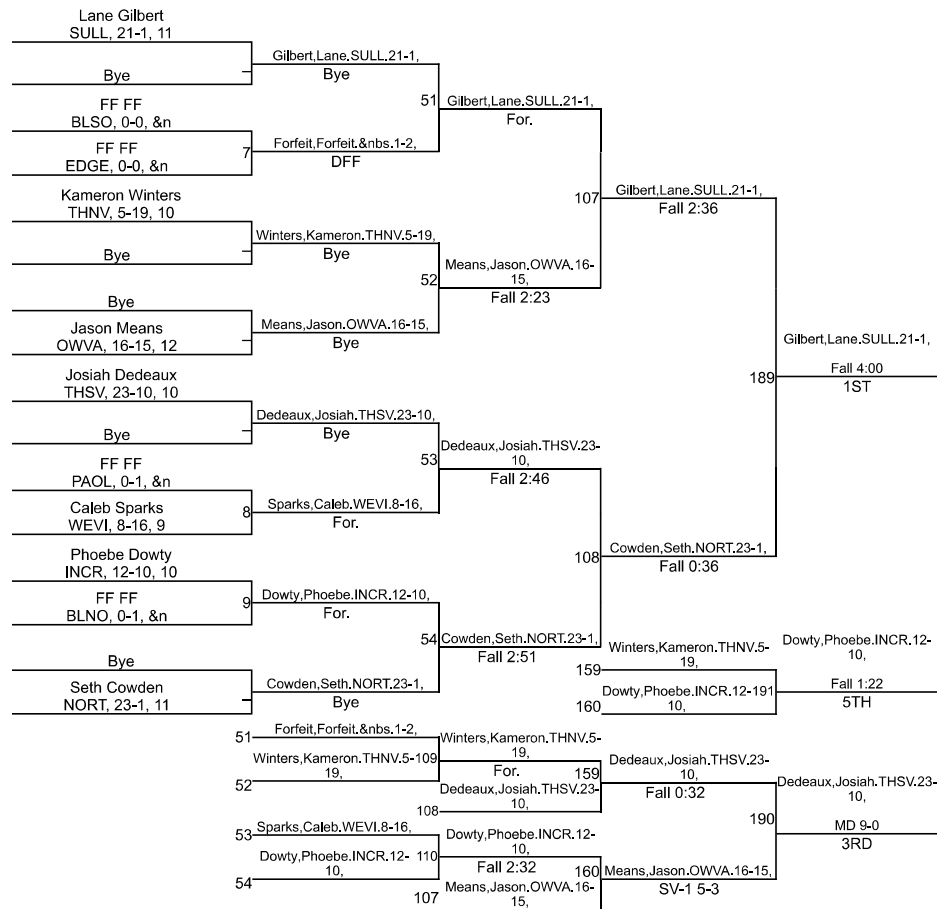 Lane Gilbert
SULL, 21-1, 11
Bye
FF FF
BLSO, 0-0, &n
FF FF
EDGE, 0-0, &n
Kameron Winters
THNV, 5-19, 10
Bye
Bye
Jason Means
OWVA, 16-15, 12
Josiah Dedeaux
THSV, 23-10, 10
Bye
FF FF
PAOL, 0-1, &n
Caleb Sparks
WEVI, 8-16, 9
Phoebe Dowty
INCR, 12-10, 10
FF FF
BLNO, 0-1, &n
Bye
Seth Cowden
NORT, 23-1, 11
Gilbert,Lane.SULL.21-1,
Bye
7
Forfeit,Forfeit.&nbs.1-2,
DFF
Winters,Kameron.THNV.5-19,
Bye
Means,Jason.OWVA.16-15,
Bye
Dedeaux,Josiah.THSV.23-10,
Bye
8
Sparks,Caleb.WEVI.8-16,
For.
9
Dowty,Phoebe.INCR.12-10,
For.
Cowden,Seth.NORT.23-1,
Bye
51
Gilbert,Lane.SULL.21-1,
For.
52
Means,Jason.OWVA.16-
15,
Fall 2:23
53
Dedeaux,Josiah.THSV.23-
10,
Fall 2:46
54
Cowden,Seth.NORT.23-1,
Fall 2:51
107
Gilbert,Lane.SULL.21-1,
Fall 2:36
108
Cowden,Seth.NORT.23-1,
Fall 0:36
189
Gilbert,Lane.SULL.21-1,
Fall 4:00
1ST
159
Winters,Kameron.THNV.5-
19,
160
Dowty,Phoebe.INCR.12-
10,
191
Dowty,Phoebe.INCR.12-
10,
Fall 1:22
5TH
51
Forfeit,Forfeit.&nbs.1-2,
52
Winters,Kameron.THNV.5-
19,
109
Winters,Kameron.THNV.5-
19,
For.
108
Dedeaux,Josiah.THSV.23-
10,
159
Dedeaux,Josiah.THSV.23-
10,
Fall 0:32
53
Sparks,Caleb.WEVI.8-16,
54
Dowty,Phoebe.INCR.12-
10,
110
Dowty,Phoebe.INCR.12-
10,
Fall 2:32
107
Means,Jason.OWVA.16-
15,
160
Means,Jason.OWVA.16-15,
SV-1 5-3
190
Dedeaux,Josiah.THSV.23-
10,
MD 9-0
3RD